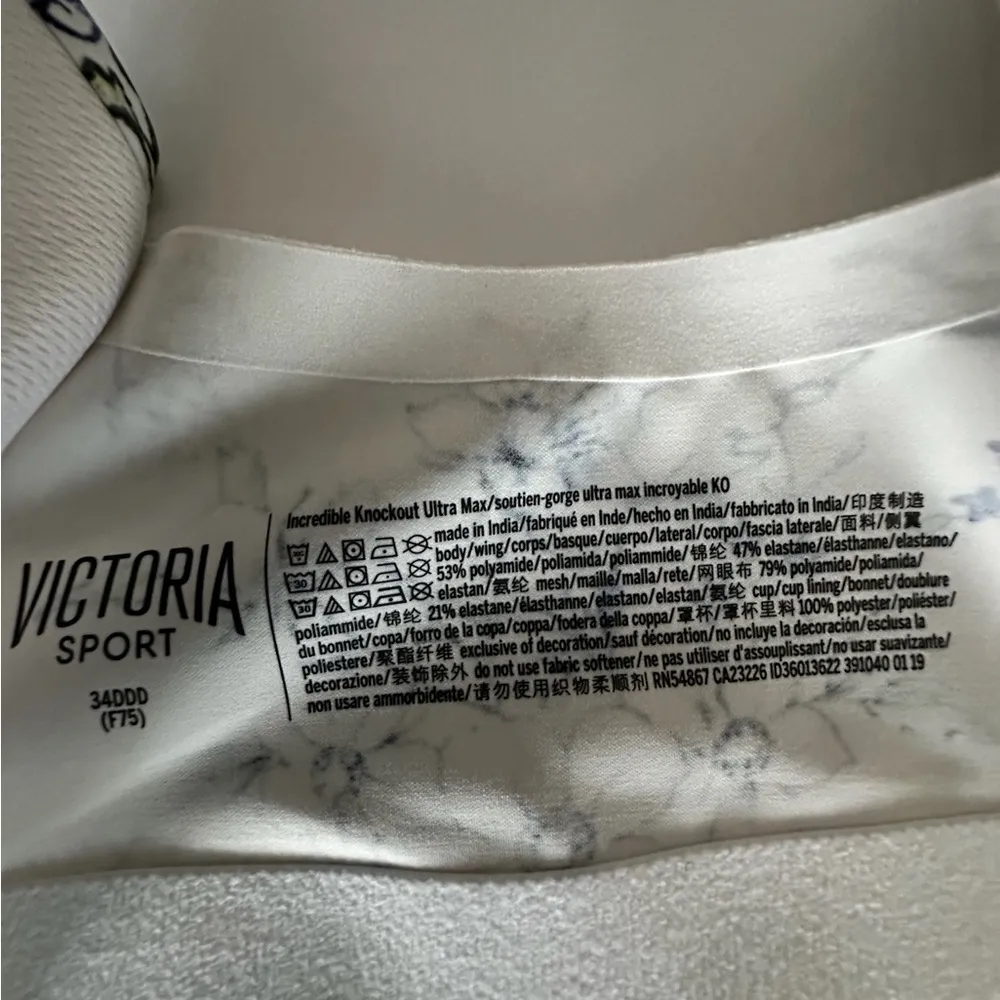 VICTORIA
SPORT
34DDD
(F75)
Incredible Knockout Ultra Max/soutien-gorge ultra max incroyable KO
made in India/fabriqué en Inde/hecho en India/fabbricato in India/印度制造
body/wing/corps/basque/cuerpo/lateral/corpo/fascia laterale/面料/侧翼
53% polyamide/poliamida/poliammide/锦纶 47% elastane/élasthanne/elastano/
elastan/氨纶 mesh/maille/malla/rete/网眼布 79% polyamide/poliamida/
poliammide/锦纶 21% elastane/élasthanne/elastano/elastan/氨纶 cup/cup lining/bonnet/doublure
du bonnet/copa/forro de la copa/coppa/fodera della coppa/罩杯/罩杯里料 100% polyester/poliéster/
poliestere/聚酯纤维 exclusive of decoration/sauf décoration/no incluye la decoración/esclusa la
decorazione/装饰除外 do not use fabric softener/ne pas utiliser d'assouplissant/no usar suavizante/
non usare ammorbidente/请勿使用织物柔顺剂 RN54867 CA23226 ID36013622 391040 01 19